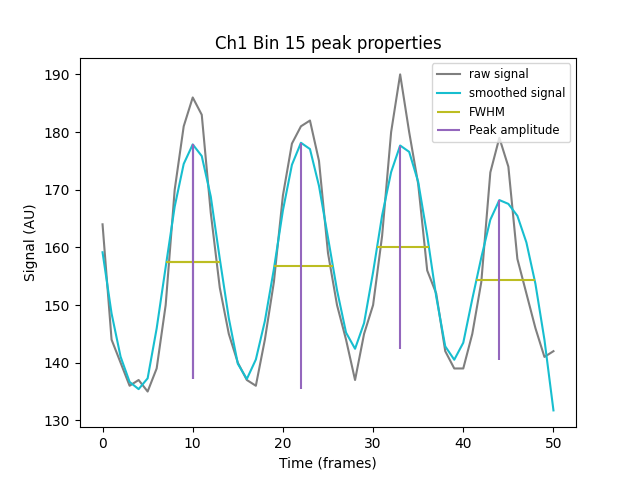 Ch1 Bin 15 peak properties
raw signal
smoothed signal
FWHM
Peak amplitude
190
180
170
160
150
140
130
Signal (AU)
0 10 20 30 40 50
Time (frames)